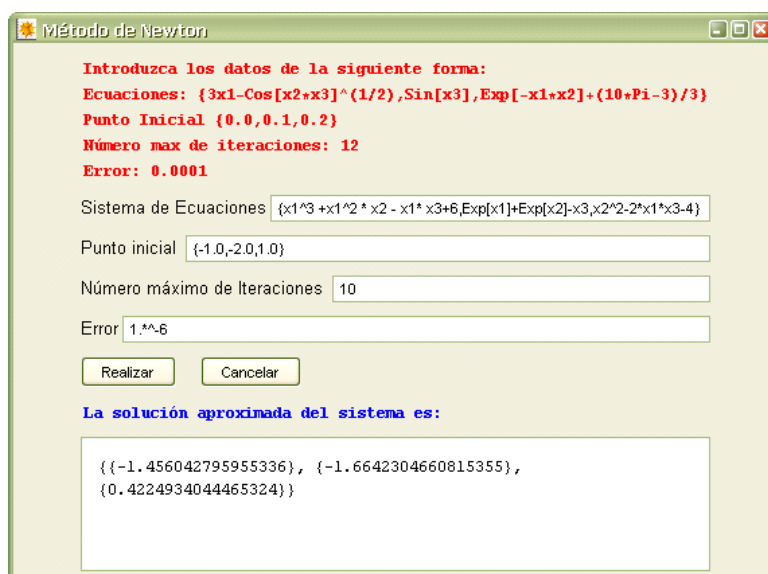 Método de Newton
Introduzca los datos de la siguiente forma:
Ecuaciones: {3x1-Cos[x2*x3]^(1/2),Sin[x3],Exp[-x1*x2]+(10*Pi-3)/3}
Punto Inicial {0.0,0.1,0.2}
Número max de iteraciones: 12
Error: 0.0001
Sistema de Ecuaciones {x1^3 +x1^2 * x2 - x1* x3+6,Exp[x1]+Exp[x2]-x3,x2^2-2*x1*x3-4}
Punto inicial {-1.0,-2.0,1.0}
Número máximo de Iteraciones 10
Error 1.*^-6
Realizar Cancelar
La solución aproximada del sistema es:
{{-1.456042795955336}, {-1.6642304660815355},
{0.4224934044465324}}